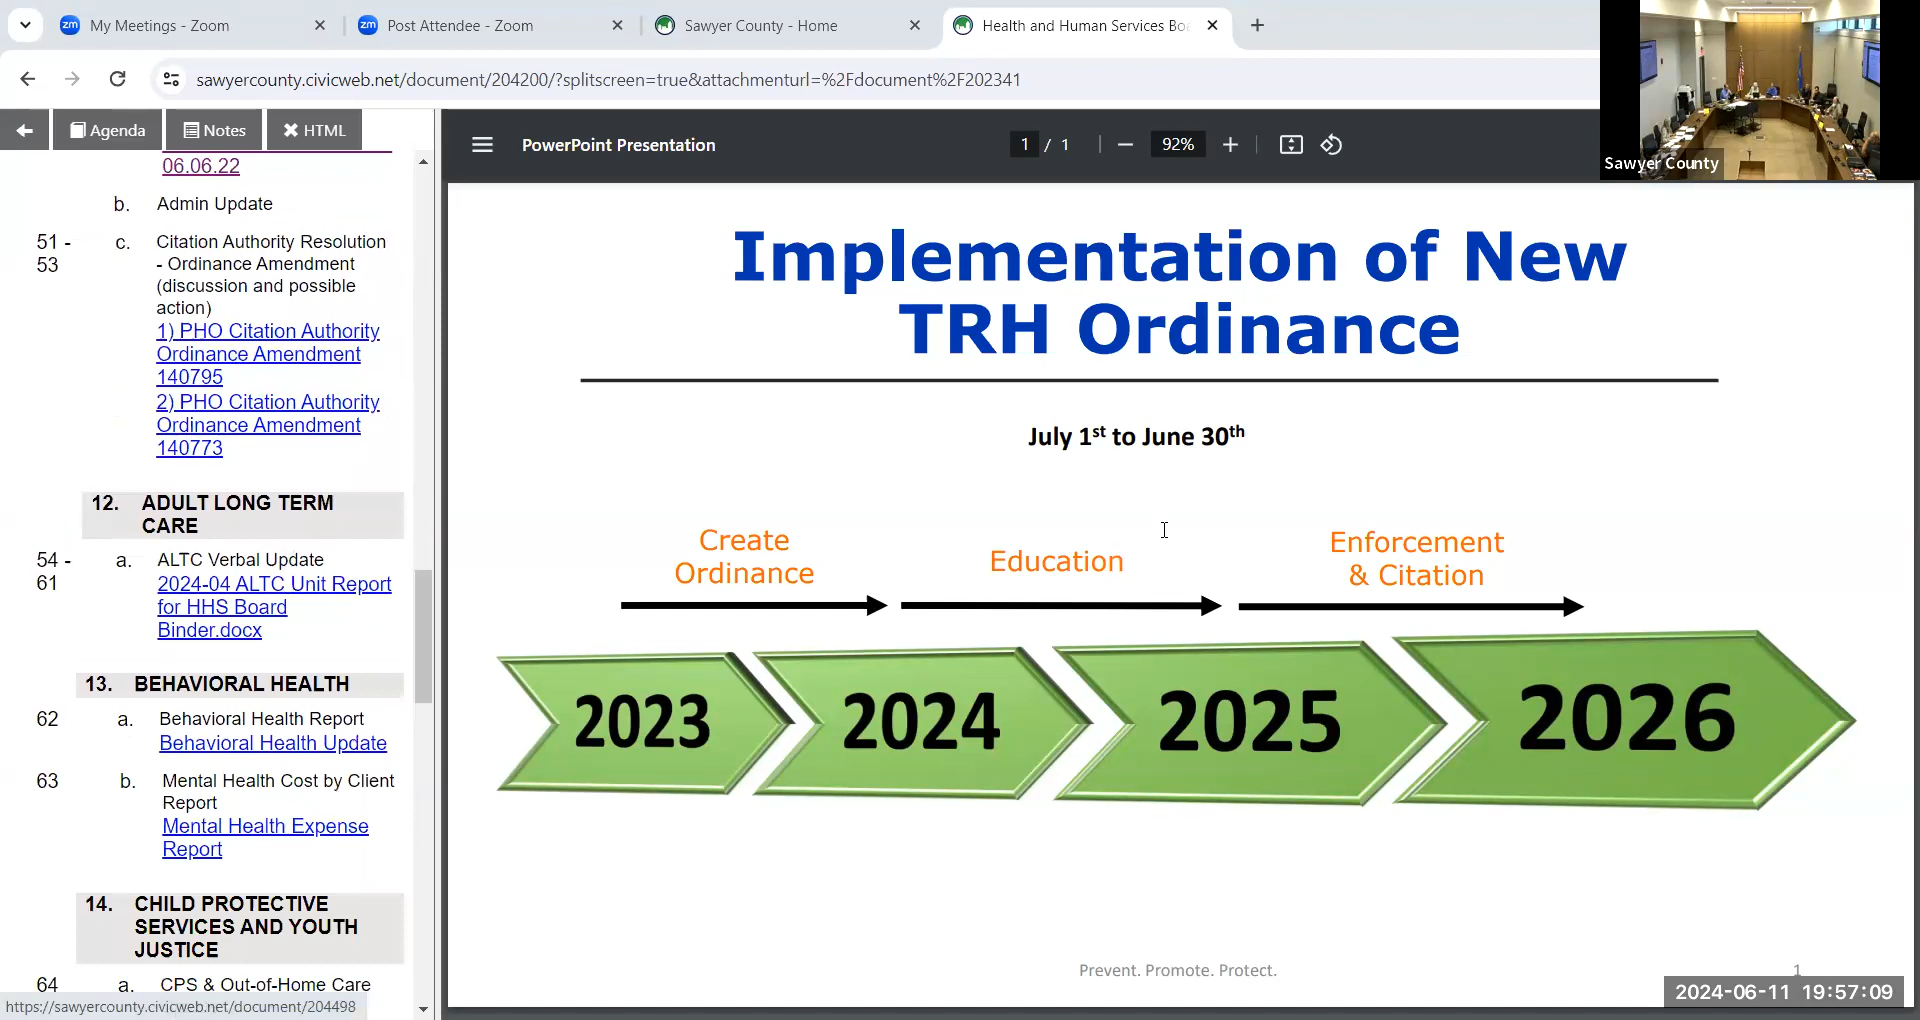 My Meetings - Zoom
Post Attendee - Zoom
Sawyer County - Home
Health and Human Services Boa
sawyercounty.civicweb.net/document/204200/?splitscreen=true&attachmenturl=%2Fdocument%2F202341
Agenda
Notes
HTML
PowerPoint Presentation
1 / 1
92%
Sawyer County
06.06.22
b. Admin Update
51 - 53
c. Citation Authority Resolution
- Ordinance Amendment
(discussion and possible
action)
1) PHO Citation Authority
Ordinance Amendment
140795
2) PHO Citation Authority
Ordinance Amendment
140773
12. ADULT LONG TERM
CARE
54 - 61
a. ALTC Verbal Update
2024-04 ALTC Unit Report
for HHS Board
Binder.docx
13. BEHAVIORAL HEALTH
62 a. Behavioral Health Report
Behavioral Health Update
63 b. Mental Health Cost by Client
Report
Mental Health Expense
Report
14. CHILD PROTECTIVE
SERVICES AND YOUTH
JUSTICE
64 a. CPS & Out-of-Home Care
https://sawyercounty.civicweb.net/document/204498
Implementation of New
TRH Ordinance
July 1st to June 30th
Create
Ordinance
Education
Enforcement
& Citation
2023
2024
2025
2026
Prevent. Promote. Protect.
1
2024-06-11 19:57:09